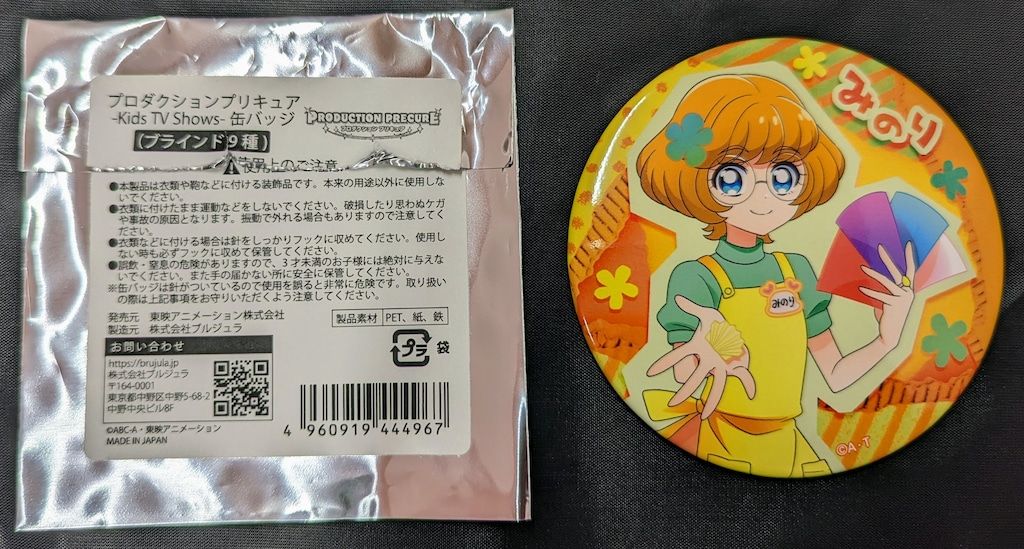 プロダクションプリキュア
-Kids TV Shows- 缶バッジ
(ブラインド9種)
PRODUCTION PRECURE
プロダクション プリキュア
使用上のご注意
●本製品は衣類や鞄などに付ける装飾品です。本来の用途以外に使用しな
いでください。
●衣類に付けたまま運動などをしないでください。破損したり思わぬケガ
や事故の原因となります。振動で外れる場合もありますので注意してく
ださい。
●衣類などに付ける場合は針をしっかりフックに収めてください。使用し
ない時も必ずフックに収めて保管してください。
●誤飲・窒息の危険がありますので、3才未満のお子様には絶対に与えな
いでください。また手の届かない所に安全に保管してください。
※缶バッジは針がついているので使用を誤ると非常に危険です。取り扱い
の際は上記事項をお守りいただくよう注意してください。
発売元 東映アニメーション株式会社
製造元 株式会社ブルジュラ
製品素材 PET、紙、鉄
プラ 袋
お問い合わせ
https://brujula.jp
株式会社ブルジュラ
〒164-0001
東京都中野区中野5-68-2
中野中央ビル8F
©ABC-A・東映アニメーション
MADE IN JAPAN
4 960919 444967
みのり
みのり
©A・T